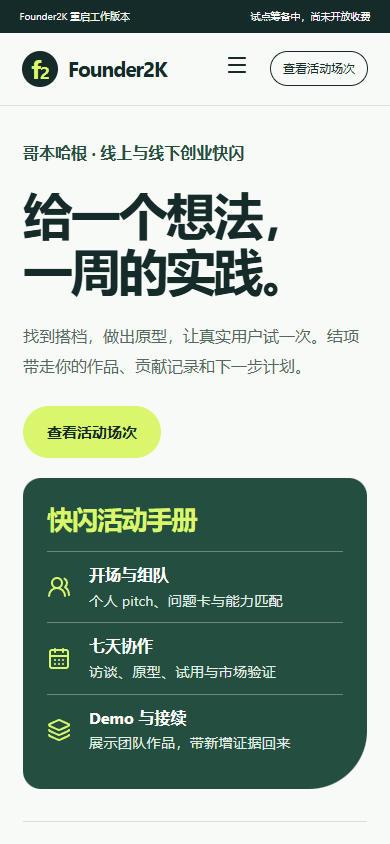 Founder2K 重启工作版本
试点筹备中，尚未开放收费
f2 Founder2K
查看活动场次
哥本哈根 · 线上与线下创业快闪
给一个想法，
一周的实践。
找到搭档，做出原型，让真实用户试一次。结项
带走你的作品、贡献记录和下一步计划。
查看活动场次
快闪活动手册
开场与组队
个人 pitch、问题卡与能力匹配
七天协作
访谈、原型、试用与市场验证
Demo 与接续
展示团队作品，带新增证据回来